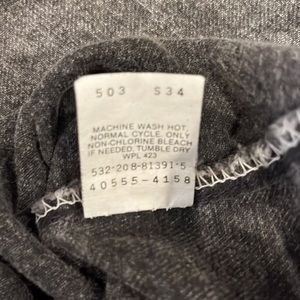 503 S34
MACHINE WASH HOT,
NORMAL CYCLE. ONLY
NON-CHLORINE BLEACH
IF NEEDED, TUMBLE DRY
WPL 423
532-208-81391-5
40555-4158